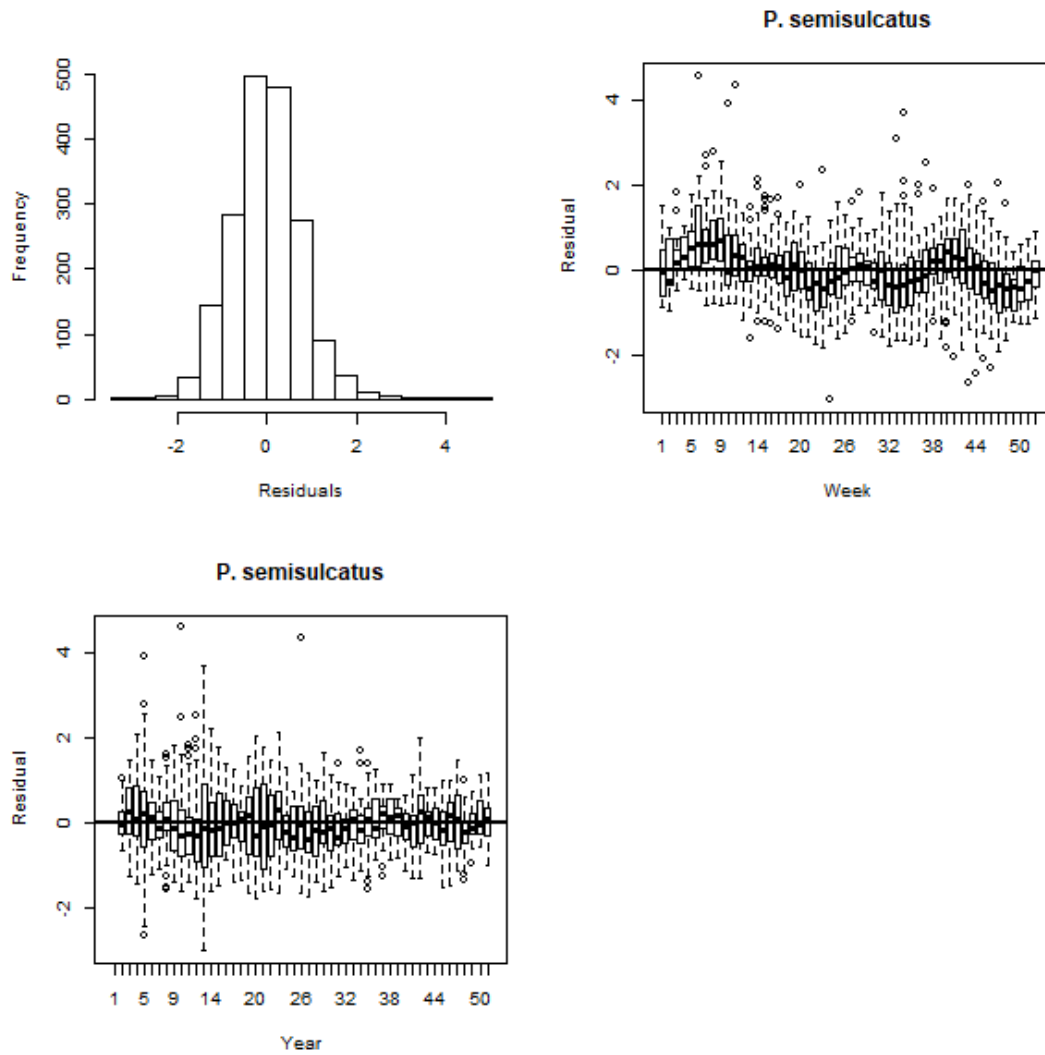 P. semisulcatus
500
400
300
200
100
0
Frequency
-2 0 2 4
Residuals
4
2
0
-2
Residual
1 5 9 14 20 26 32 38 44 50
Week
P. semisulcatus
4
2
0
-2
Residual
1 5 9 14 20 26 32 44 50
Year